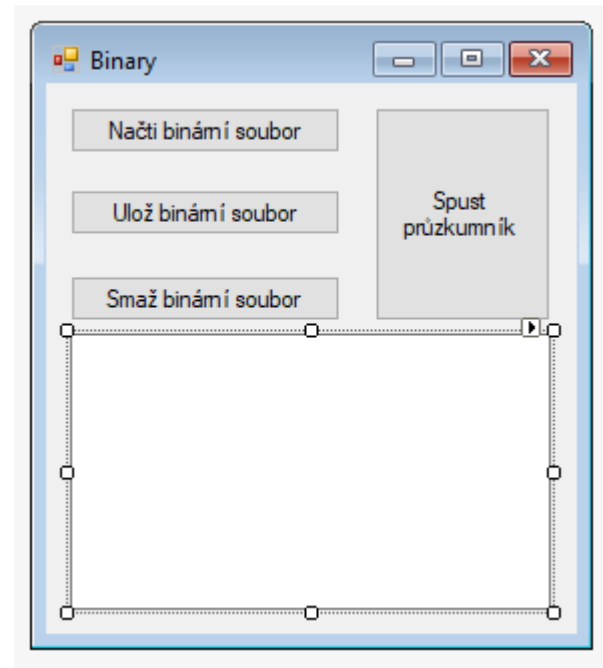 Binary
Načti binární soubor
Ulož binární soubor
Smaž binární soubor
Spust
průzkumník